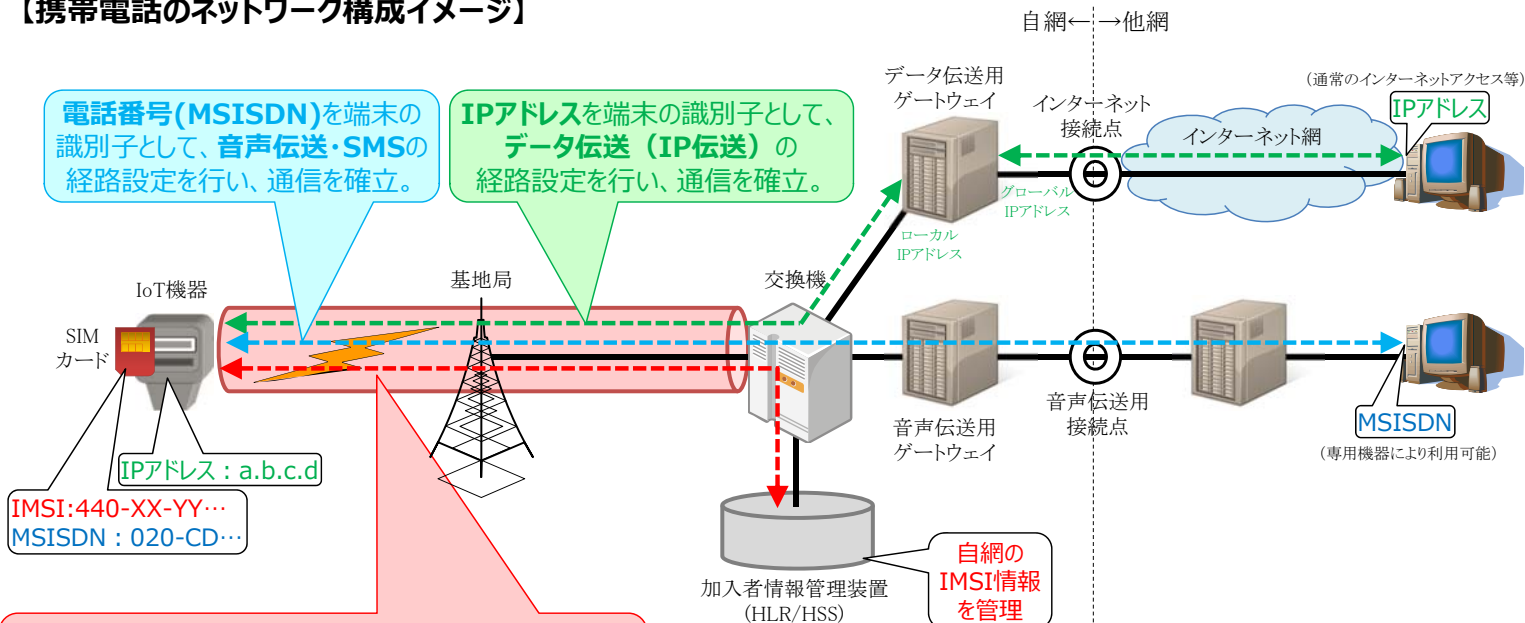 【携帯電話のネットワーク構成イメージ】
自網←→他網
電話番号(MSISDN)を端末の
識別子として、音声伝送・SMSの
経路設定を行い、通信を確立。
IPアドレスを端末の識別子として、
データ伝送（IP伝送）の
経路設定を行い、通信を確立。
データ伝送用
ゲートウェイ
インターネット
接続点
インターネット網
(通常のインターネットアクセス等)
IPアドレス
グローバル
IPアドレス
ローカル
IPアドレス
IoT機器
基地局
交換機
SIM
カード
音声伝送用
ゲートウェイ
音声伝送用
接続点
MSISDN
(専用機器により利用可能)
IPアドレス：a.b.c.d
IMSI:440-XX-YY…
MSISDN：020-CD…
加入者情報管理装置
(HLR/HSS)
自網の
IMSI情報
を管理